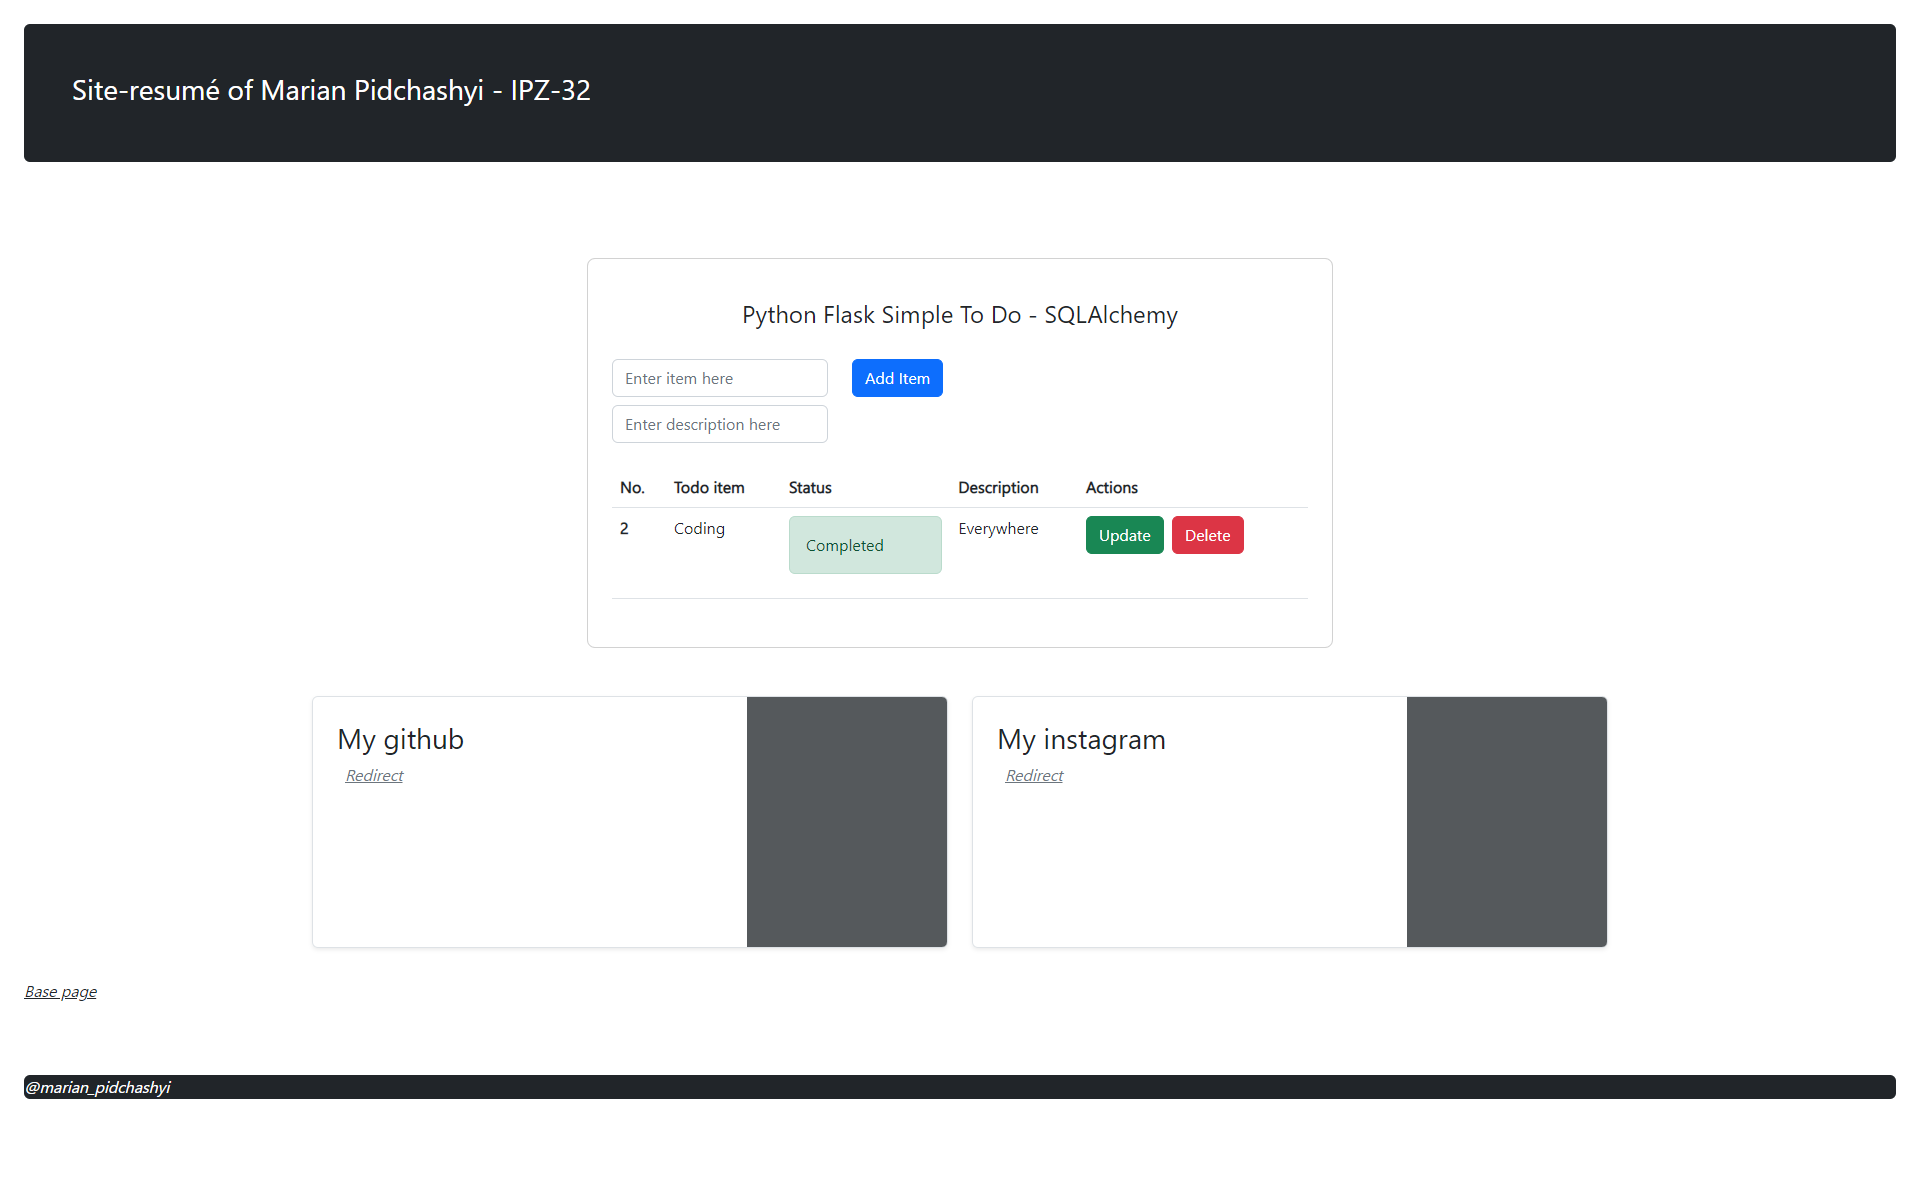 Site-resumé of Marian Pidchashyi - IPZ-32
Python Flask Simple To Do - SQLAlchemy
Enter item here
Add Item
Enter description here
No. Todo item Status Description Actions
2 Coding Completed Everywhere Update Delete
My github
Redirect
My instagram
Redirect
Base page
@marian_pidchashyi